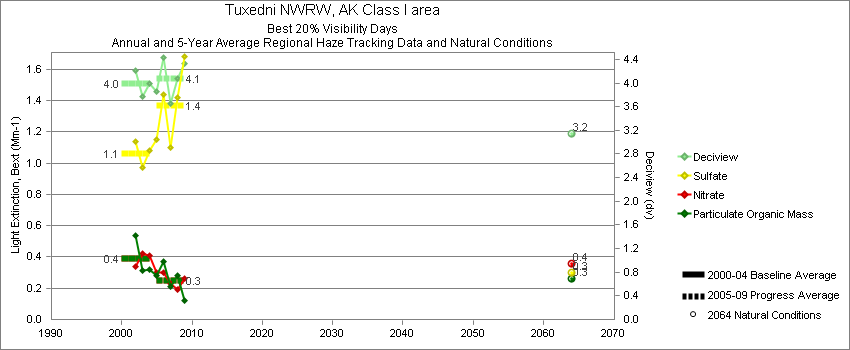 Tuxedni NWRW, AK Class I area
Best 20% Visibility Days
Annual and 5-Year Average Regional Haze Tracking Data and Natural Conditions
Light Extinction, Bext (Mm-1)
1.6
1.4
1.2
1.0
0.8
0.6
0.4
0.2
0.0
4.0
4.1
1.4
1.1
0.4
0.3
3.2
0.4
0.3
0.3
4.4
4.0
3.6
3.2
2.8
2.4
2.0
1.6
1.2
0.8
0.4
0.0
Deciview (dv)
1990 2000 2010 2020 2030 2040 2050 2060 2070
Deciview
Sulfate
Nitrate
Particulate Organic Mass
2000-04 Baseline Average
2005-09 Progress Average
2064 Natural Conditions